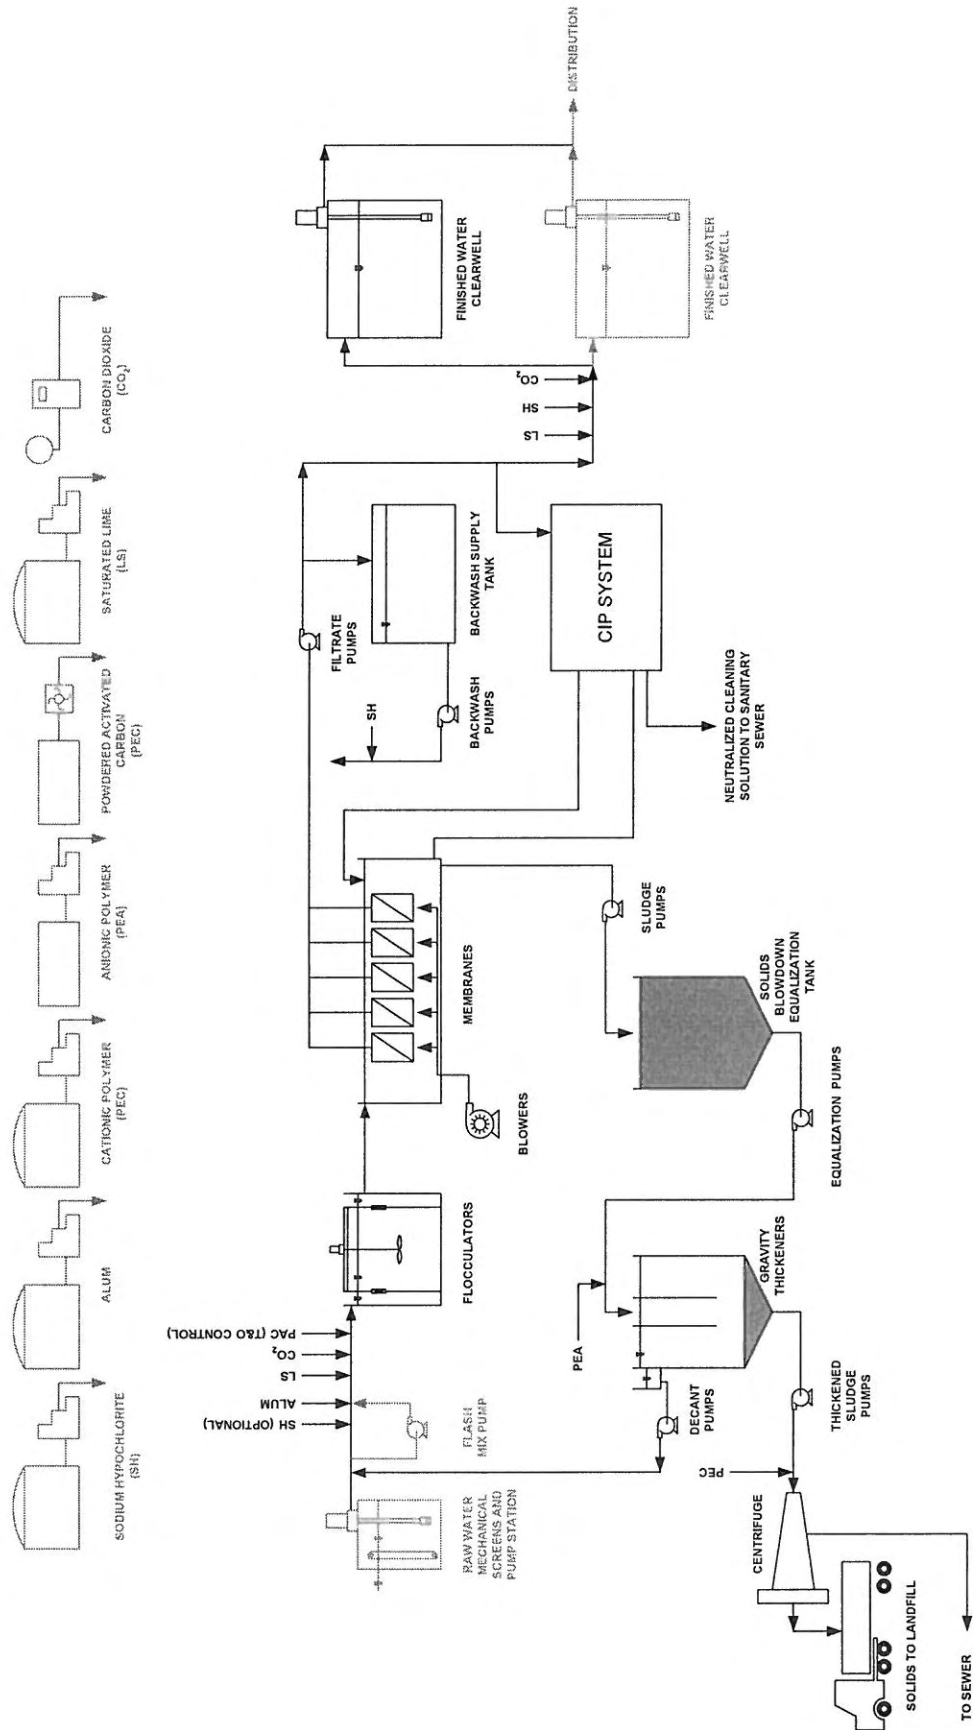 SODIUM HYPOCHLORITE
(SH)
ALUM
CATIONIC POLYMER
(PEC)
ANIONIC POLYMER
(PEA)
POWDERED ACTIVATED
CARBON
(PEC)
SATURATED LIME
(LS)
CARBON DIOXIDE
(CO₂)
SH (OPTIONAL)
ALUM
LS
CO₂
PAC (T&O CONTROL)
RAW WATER
MECHANICAL
SCREENS AND
PUMP STATION
FLASH
MIX PUMP
FLOCCULATORS
BLOWERS
MEMBRANES
SH
BACKWASH
PUMPS
FILTRATE
PUMPS
BACKWASH SUPPLY
TANK
LS
SH
CO₂
FINISHED WATER
CLEARWELL
FINISHED WATER
CLEARWELL
DISTRIBUTION
CIP SYSTEM
NEUTRALIZED CLEANING
SOLUTION TO SANITARY
SEWER
SLUDGE
PUMPS
SOLIDS
BLOWDOWN
EQUALIZATION
TANK
EQUALIZATION PUMPS
PEA
GRAVITY
THICKENERS
DECANT
PUMPS
THICKENED
SLUDGE
PUMPS
PEC
CENTRIFUGE
SOLIDS TO LANDFILL
TO SEWER